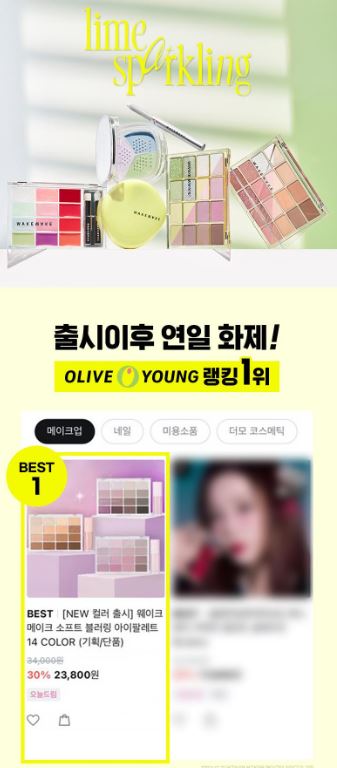 lime
sparkling
WAKEMAKE
WAKEMAKE
출시이후 연일 화제!
OLIVE YOUNG 랭킹 1위
메이크업
네일
미용소품
더모 코스메틱
BEST
1
BEST | [NEW 컬러 출시] 웨이크
메이크 소프트 블러링 아이팔레트
14 COLOR (기획/단품)
34,000원
30% 23,800원
오늘드림